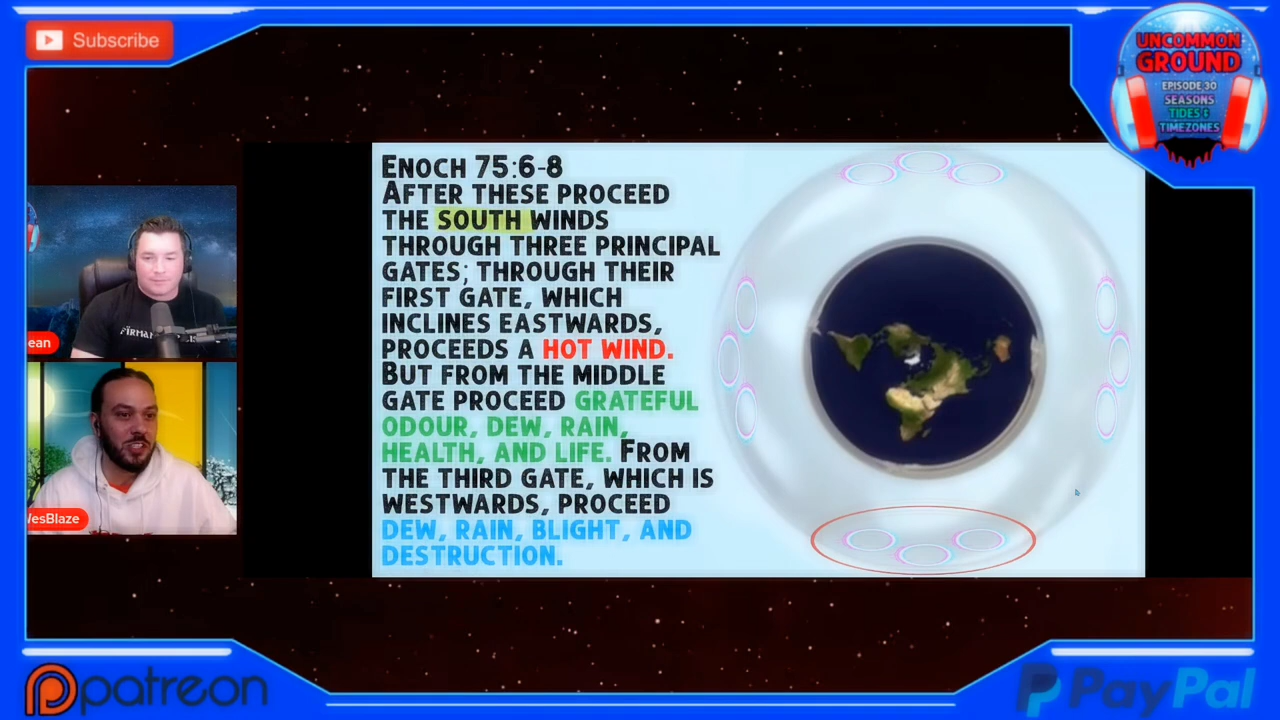 Subscribe
UNCOMMON
GROUND
EPISODE 30
SEASONS
TIDES &
TIMEZONES
ENOCH 75:6-8
AFTER THESE PROCEED
THE SOUTH WINDS
THROUGH THREE PRINCIPAL
GATES; THROUGH THEIR
FIRST GATE, WHICH
INCLINES EASTWARDS,
PROCEEDS A HOT WIND.
BUT FROM THE MIDDLE
GATE PROCEED GRATEFUL
ODOUR, DEW, RAIN,
HEALTH, AND LIFE. FROM
THE THIRD GATE, WHICH IS
WESTWARDS, PROCEED
DEW, RAIN, BLIGHT, AND
DESTRUCTION.
ean
WesBlaze
patreon
PayPal